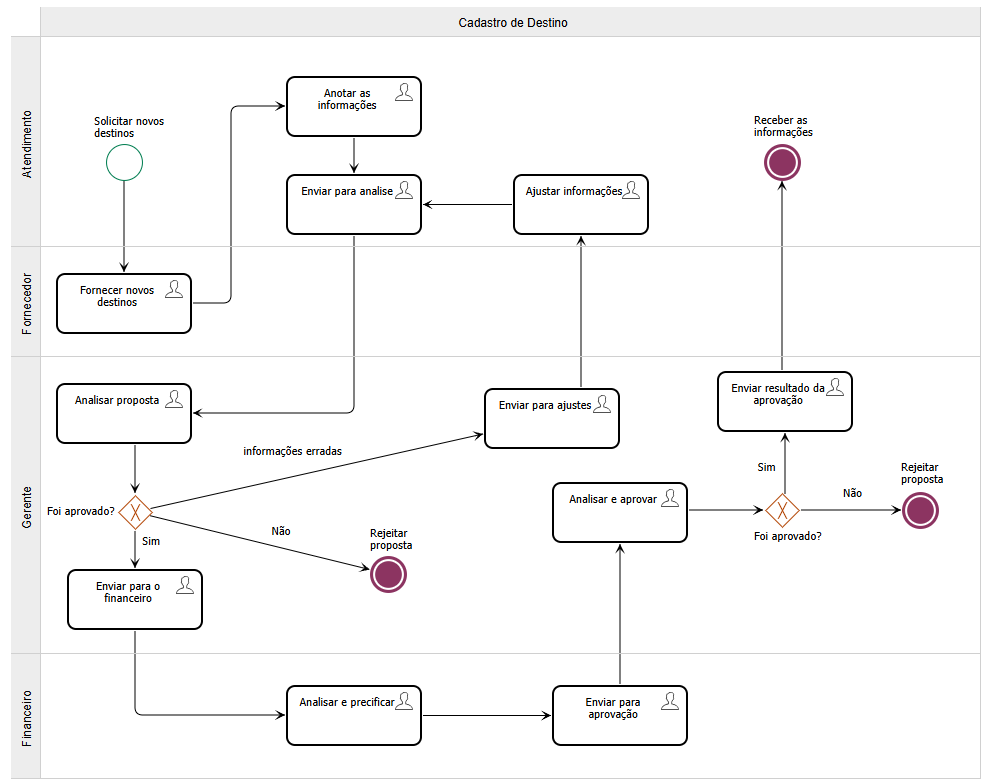 Cadastro de Destino
Atendimento
Solicitar novos
destinos
Anotar as
informações
Enviar para analise
Ajustar informações
Receber as
informações
Fornecedor
Fornecer novos
destinos
Gerente
Analisar proposta
Foi aprovado?
informações erradas
Não
Sim
Rejeitar
proposta
Enviar para o
financeiro
Enviar para ajustes
Analisar e aprovar
Enviar resultado da
aprovação
Sim
Foi aprovado?
Não
Rejeitar
proposta
Financeiro
Analisar e precificar
Enviar para
aprovação